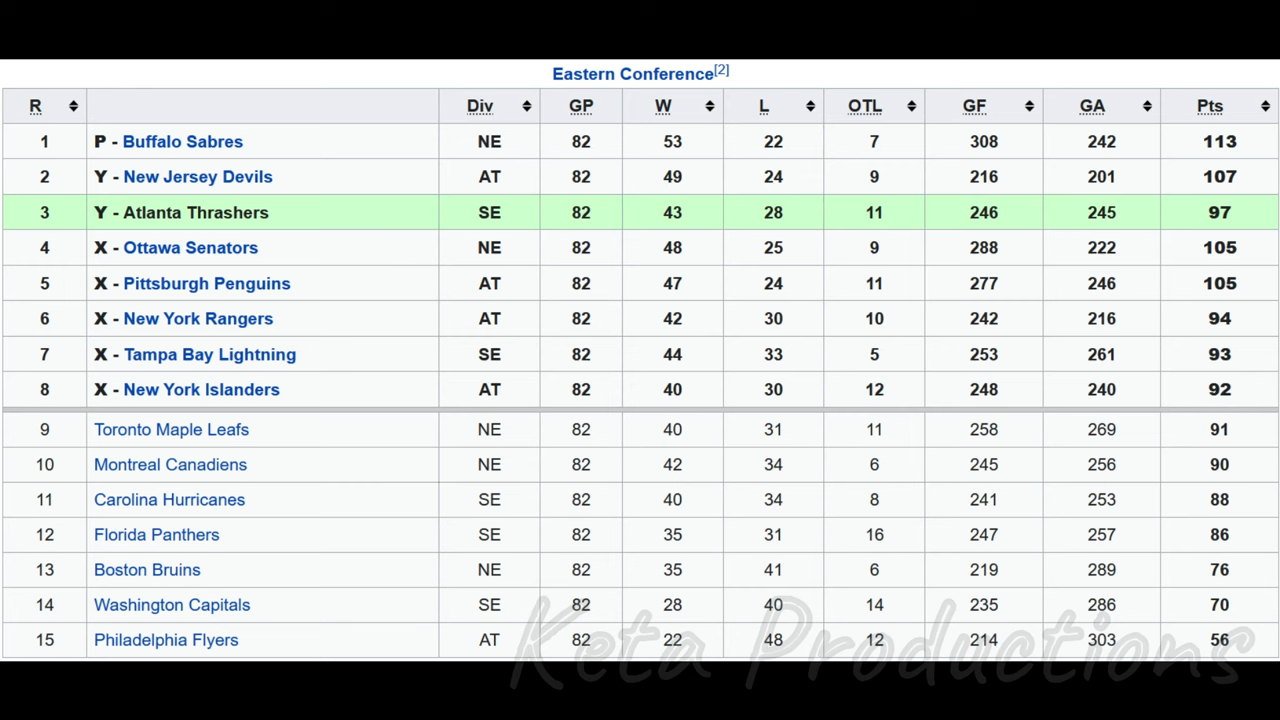 Eastern Conference[2]
R Div GP W L OTL GF GA Pts
1 P - Buffalo Sabres NE 82 53 22 7 308 242 113
2 Y - New Jersey Devils AT 82 49 24 9 216 201 107
3 Y - Atlanta Thrashers SE 82 43 28 11 246 245 97
4 X - Ottawa Senators NE 82 48 25 9 288 222 105
5 X - Pittsburgh Penguins AT 82 47 24 11 277 246 105
6 X - New York Rangers AT 82 42 30 10 242 216 94
7 X - Tampa Bay Lightning SE 82 44 33 5 253 261 93
8 X - New York Islanders AT 82 40 30 12 248 240 92
9 Toronto Maple Leafs NE 82 40 31 11 258 269 91
10 Montreal Canadiens NE 82 42 34 6 245 256 90
11 Carolina Hurricanes SE 82 40 34 8 241 253 88
12 Florida Panthers SE 82 35 31 16 247 257 86
13 Boston Bruins NE 82 35 41 6 219 289 76
14 Washington Capitals SE 82 28 40 14 235 286 70
15 Philadelphia Flyers AT 82 22 48 12 214 303 56
Keta Productions